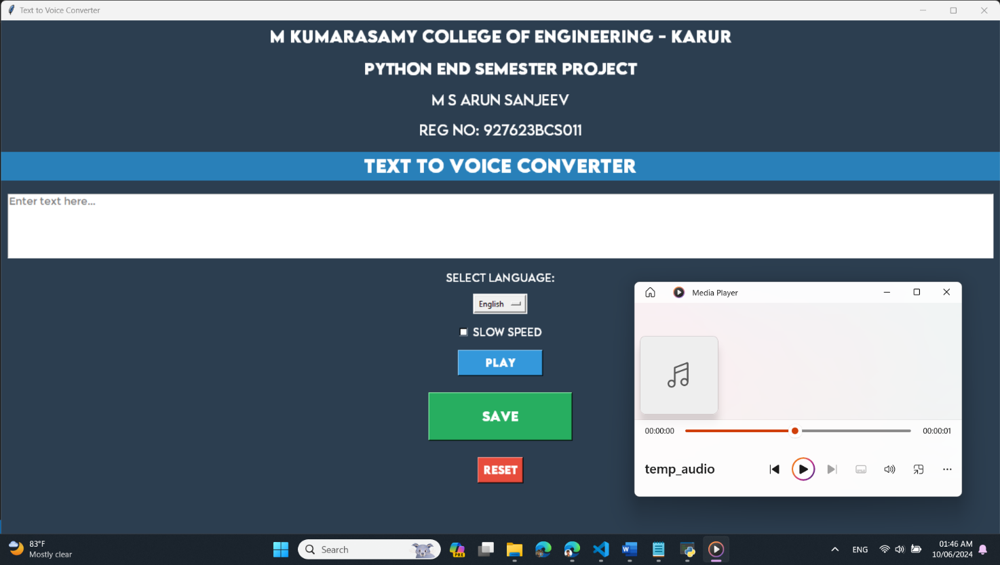 Text to Voice Converter
M KUMARASAMY COLLEGE OF ENGINEERING - KARUR
PYTHON END SEMESTER PROJECT
M S ARUN SANJEEV
REG NO: 927623BCS011
TEXT TO VOICE CONVERTER
Enter text here...
SELECT LANGUAGE:
English
SLOW SPEED
PLAY
SAVE
RESET
Media Player
00:00:00
00:00:01
temp_audio
83°F
Mostly clear
Search
PRE
ENG
01:46 AM
10/06/2024